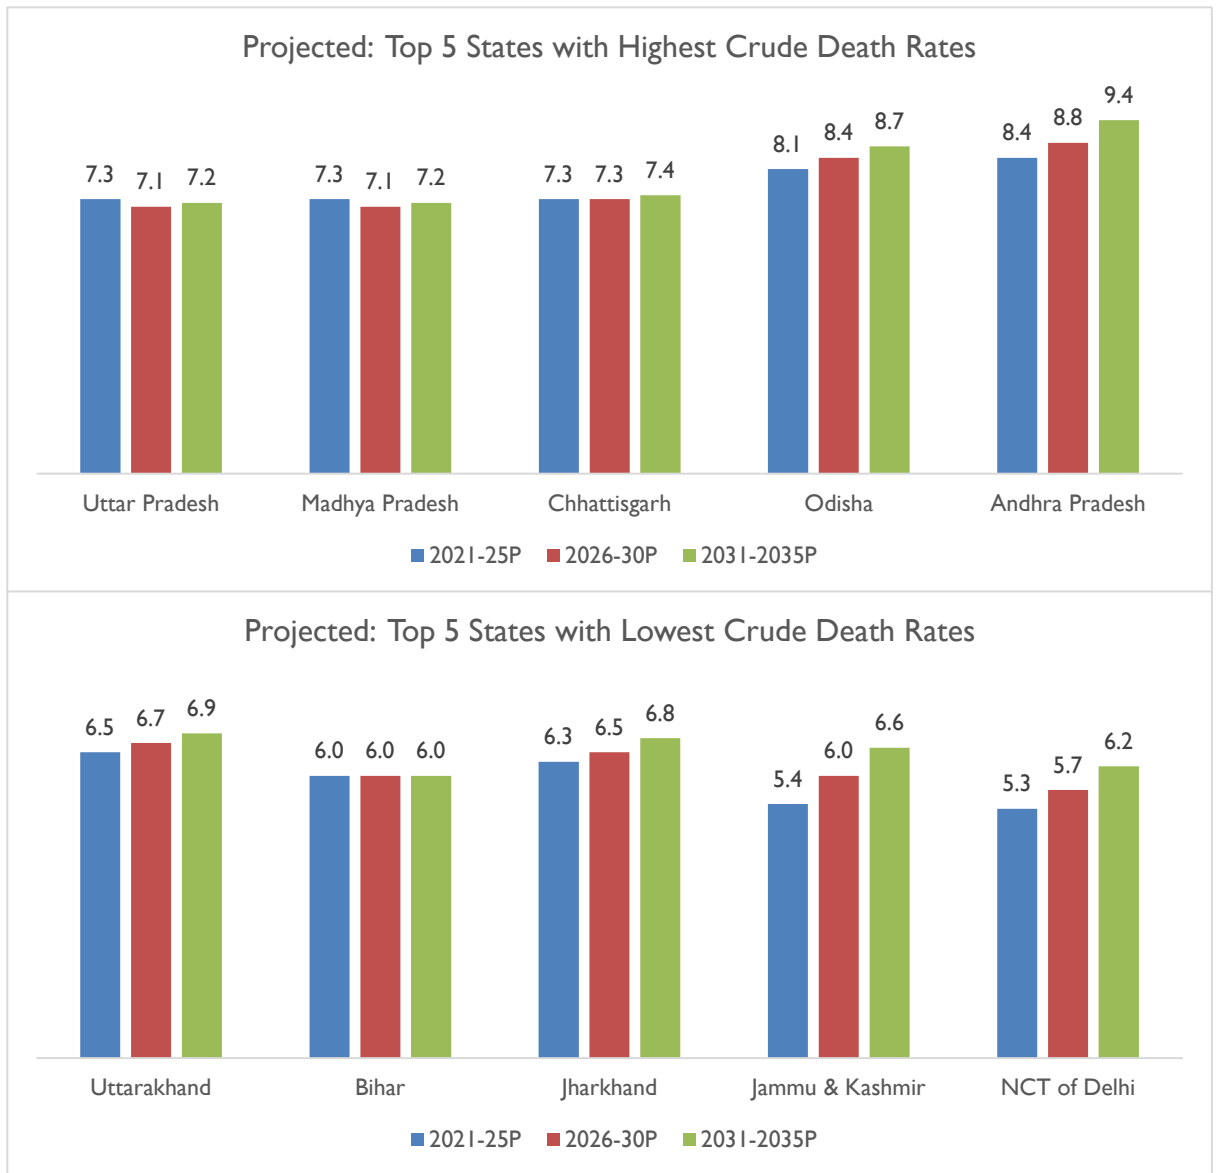 Projected: Top 5 States with Highest Crude Death Rates
7.3 7.1 7.2 7.3 7.1 7.2 7.3 7.3 7.4 8.1 8.4 8.7 8.4 8.8 9.4
Uttar Pradesh Madhya Pradesh Chhattisgarh Odisha Andhra Pradesh
2021-25P 2026-30P 2031-2035P
Projected: Top 5 States with Lowest Crude Death Rates
6.5 6.7 6.9 6.0 6.0 6.0 6.3 6.5 6.8 5.4 6.0 6.6 5.3 5.7 6.2
Uttarakhand Bihar Jharkhand Jammu & Kashmir NCT of Delhi
2021-25P 2026-30P 2031-2035P